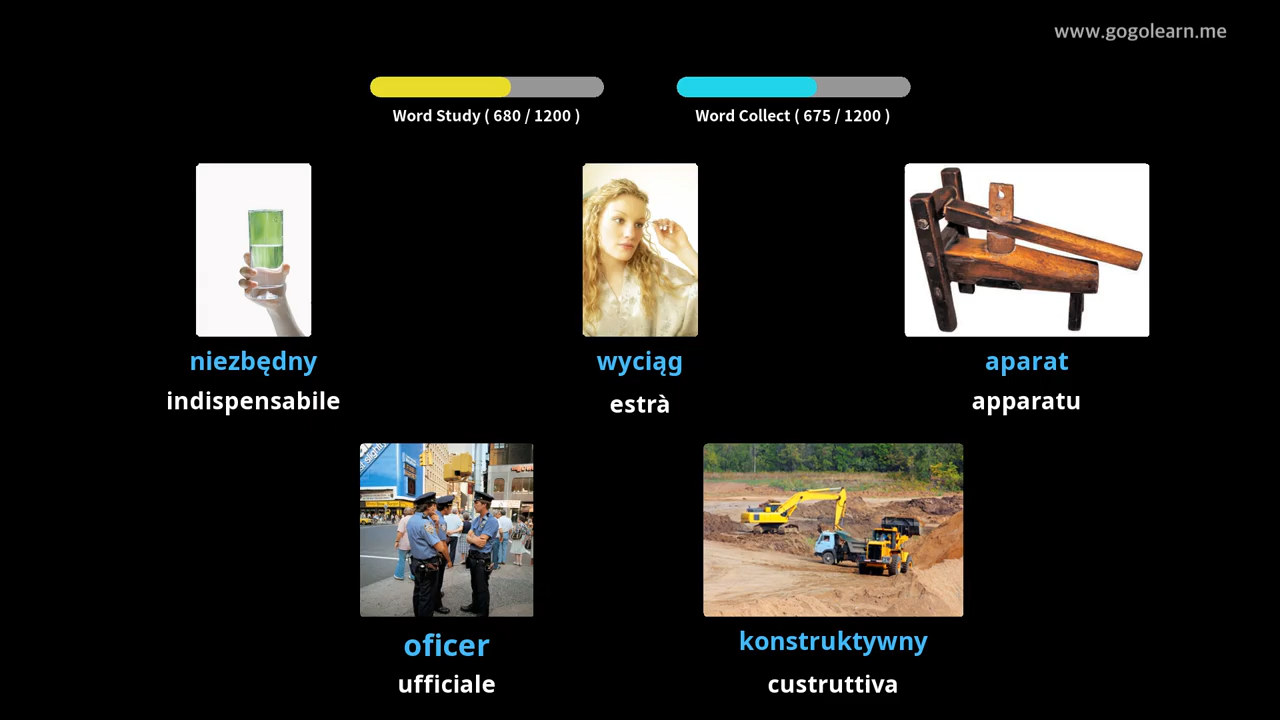 www.gogolearn.me
Word Study ( 680 / 1200 )
Word Collect ( 675 / 1200 )
niezbędny
indispensabile
wyciąg
estrà
aparat
apparatu
oficer
ufficiale
konstruktywny
custruttiva